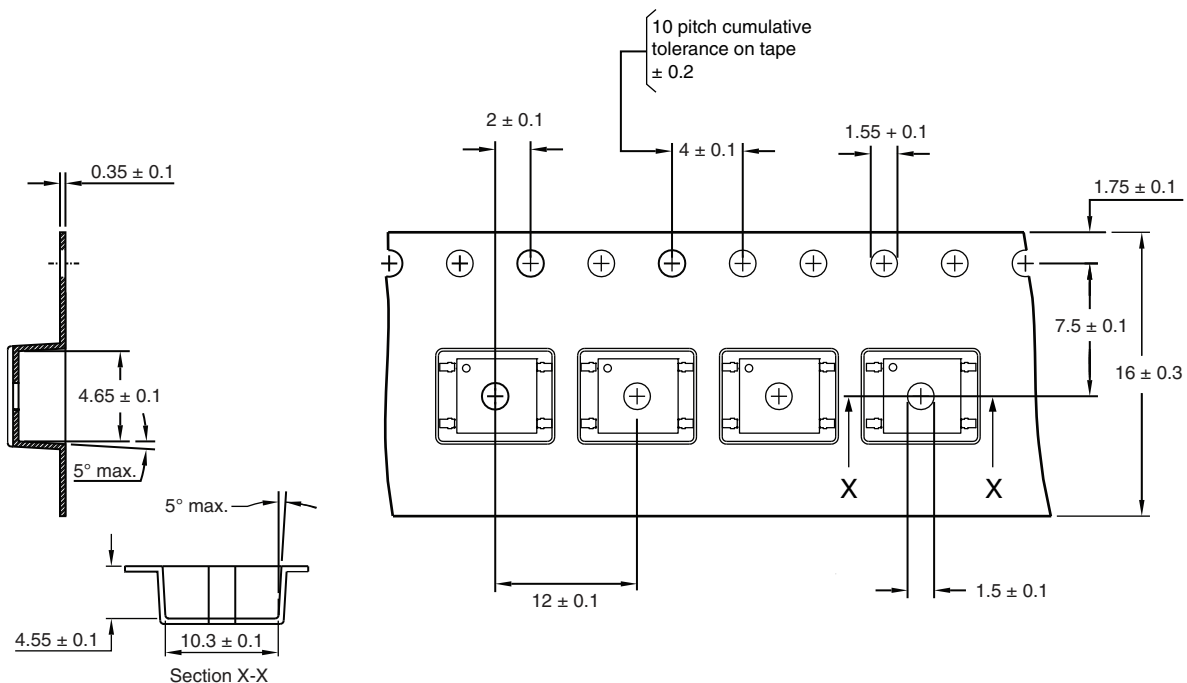 10 pitch cumulative
tolerance on tape
± 0.2
2 ± 0.1
4 ± 0.1
1.55 + 0.1
1.75 ± 0.1
0.35 ± 0.1
7.5 ± 0.1
16 ± 0.3
4.65 ± 0.1
5° max.
X X
5° max.
12 ± 0.1
1.5 ± 0.1
4.55 ± 0.1
10.3 ± 0.1
Section X-X